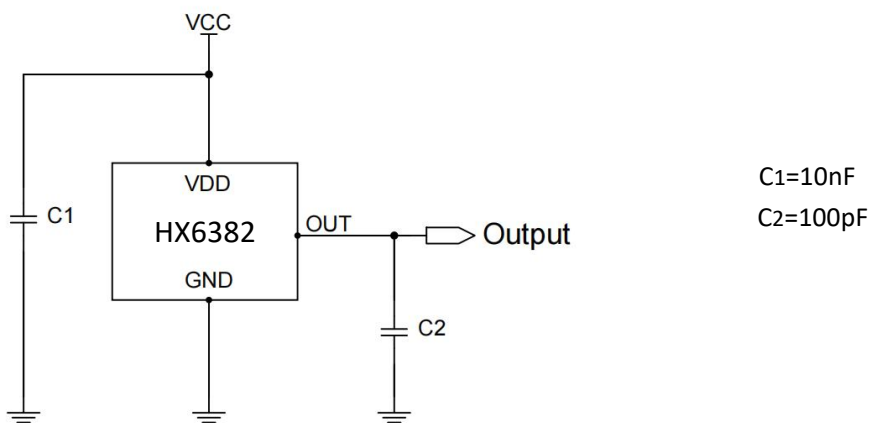 VCC
VDD
C1
HX6382
OUT
Output
GND
C2
C1=10nF
C2=100pF